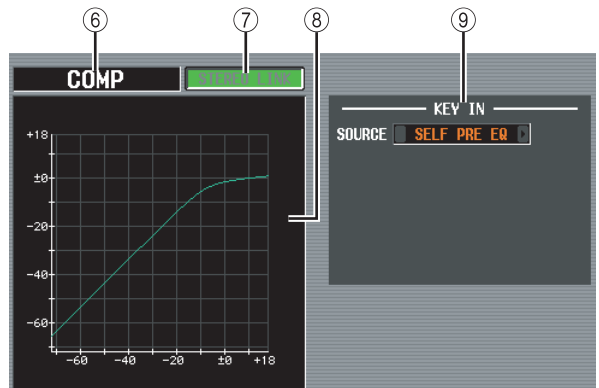 ⑥ ⑦ ⑧ ⑨
COMP STEREO LINK
KEY IN
SOURCE SELF PRE EQ
+18
±0
-20
-40
-60
-60 -40 -20 ±0 +18